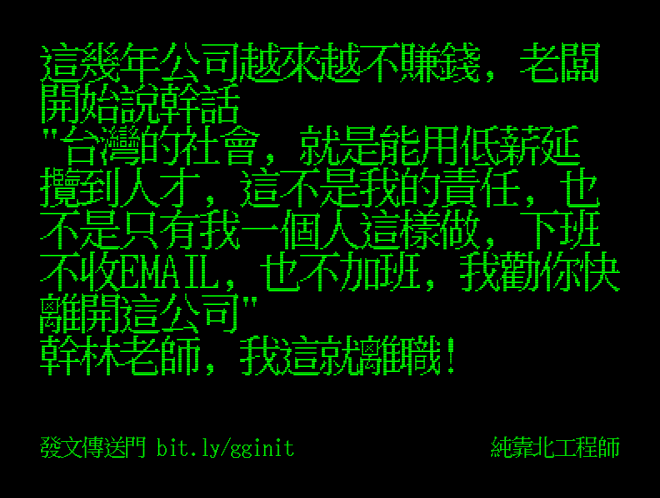 這幾年公司越來越不賺錢, 老闆
開始說幹話
"台灣的社會, 就是能用低薪延
攬到人才, 這不是我的責任, 也
不是只有我一個人這樣做, 下班
不收EMAIL, 也不加班, 我勸你快
離開這公司"
幹林老師, 我這就離職!
發文傳送門 bit.ly/gginit
純靠北工程師